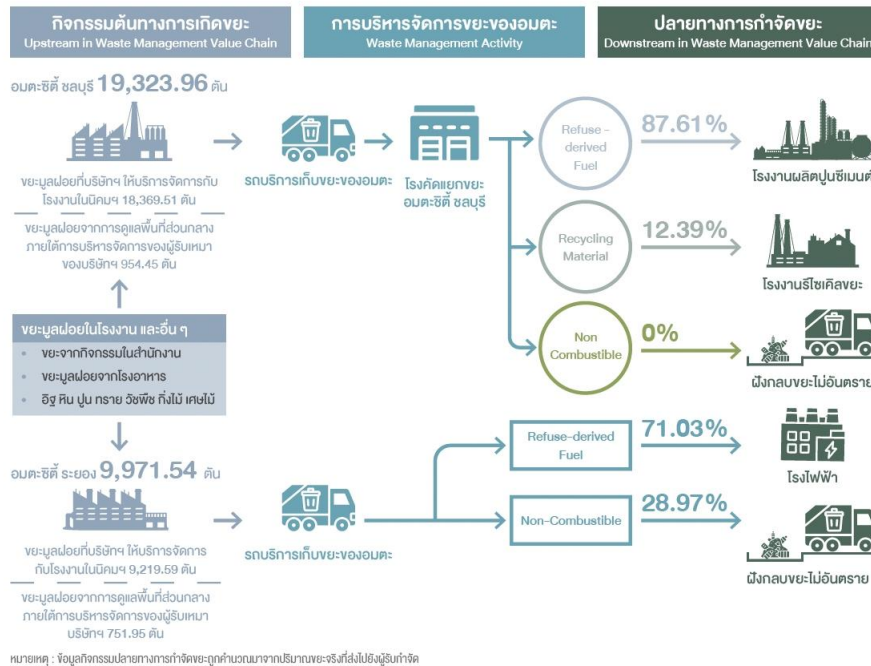 กิจกรรมต้นทางการเกิดขยะ
Upstream in Waste Management Value Chain
การบริหารจัดการขยะของอมตะ
Waste Management Activity
ปลายทางการกำจัดขยะ
Downstream in Waste Management Value Chain
อมตะซิตี้ ชลบุรี 19,323.96 ตัน
ขยะมูลฝอยที่บริษัทฯ ให้บริการจัดการกับ
โรงงานในนิคมฯ 18,369.51 ตัน
ขยะมูลฝอยจากการดูแลพื้นที่ส่วนกลาง
ภายใต้การบริหารจัดการของผู้รับเหมา
ของบริษัทฯ 954.45 ตัน
รถบริการเก็บขยะของอมตะ
โรงคัดแยกขยะ
อมตะซิตี้ ชลบุรี
Refuse -
derived
Fuel
87.61%
โรงงานผลิตปูนซีเมนต์
Recycling
Material
12.39%
โรงงานรีไซเคิลขยะ
Non
Combustible
0%
ฝังกลบขยะไม่อันตราย
ขยะมูลฝอยในโรงงาน และอื่น ๆ
• ขยะจากกิจกรรมในสำนักงาน
• ขยะมูลฝอยจากโรงอาหาร
• อิฐ หิน ปูน ทราย วัชพืช กิ่งไม้ เศษไม้
อมตะซิตี้ ระยอง 9,971.54 ตัน
ขยะมูลฝอยที่บริษัทฯ ให้บริการจัดการ
กับโรงงานในนิคมฯ 9,219.59 ตัน
ขยะมูลฝอยจากการดูแลพื้นที่ส่วนกลาง
ภายใต้การบริหารจัดการของผู้รับเหมา
บริษัทฯ 751.95 ตัน
รถบริการเก็บขยะของอมตะ
Refuse-derived
Fuel
71.03%
โรงไฟฟ้า
Non-Combustible
28.97%
ฝังกลบขยะไม่อันตราย
หมายเหตุ : ข้อมูลกิจกรรมปลายทางการกำจัดขยะถูกคำนวณมาจากปริมาณขยะจริงที่ส่งไปยังผู้รับกำจัด